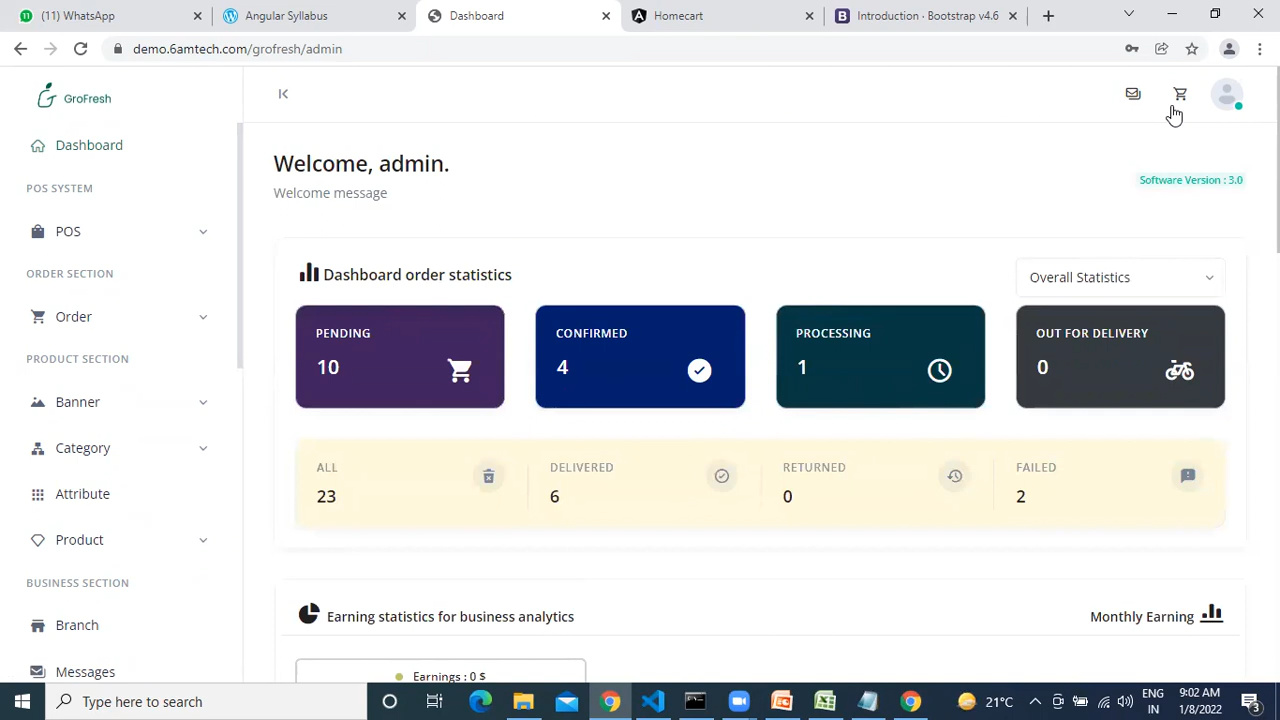 (11) WhatsApp
Angular Syllabus
Dashboard
Homecart
Introduction · Bootstrap v4.6
demo.6amtech.com/grofresh/admin
GroFresh
Dashboard
POS SYSTEM
POS
ORDER SECTION
Order
PRODUCT SECTION
Banner
Category
Attribute
Product
BUSINESS SECTION
Branch
Messages
Welcome, admin.
Welcome message
Software Version : 3.0
Dashboard order statistics
Overall Statistics
PENDING
10
CONFIRMED
4
PROCESSING
1
OUT FOR DELIVERY
0
ALL
23
DELIVERED
6
RETURNED
0
FAILED
2
Earning statistics for business analytics
Monthly Earning
Earnings : 0 $
Type here to search
21°C
ENG
IN
9:02 AM
1/8/2022
3